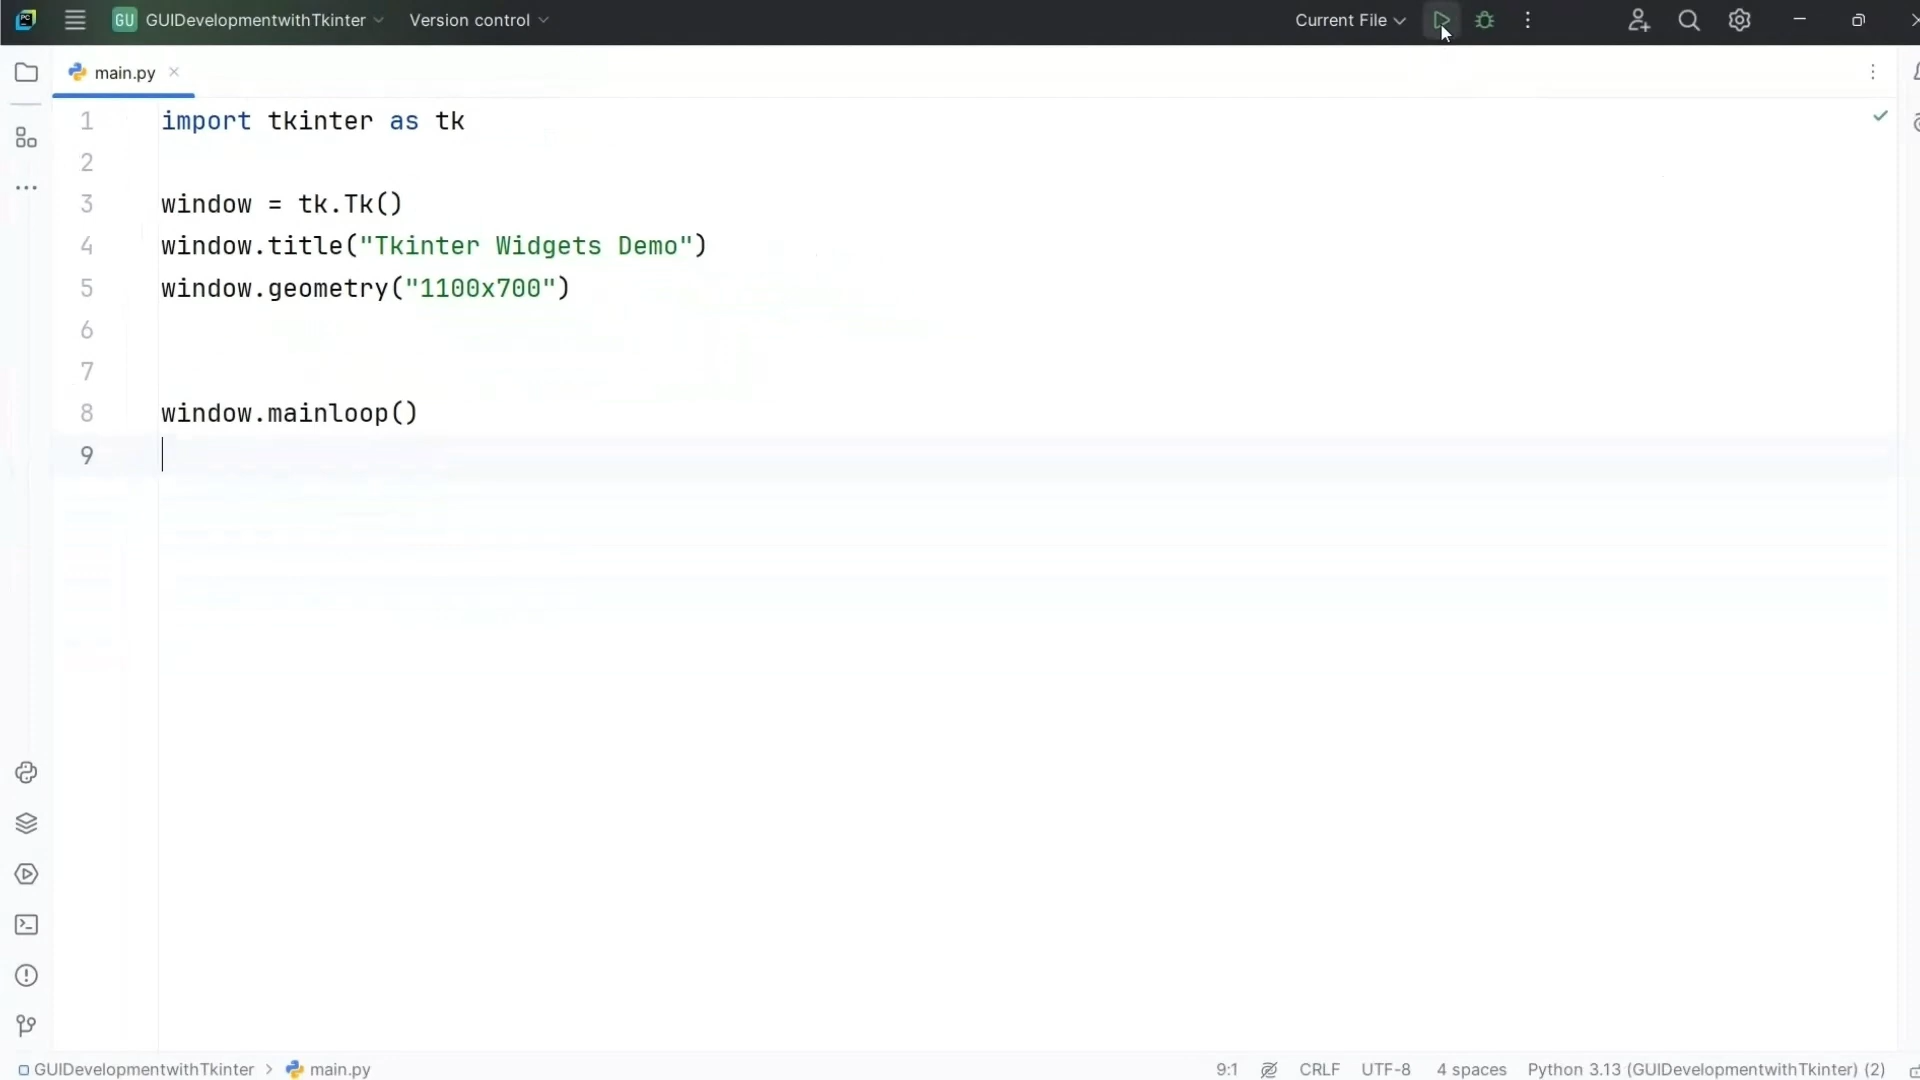 PC
GU GUIDevelopmentwithTkinter
Version control
Current File
main.py
1 import tkinter as tk
2
3 window = tk.Tk()
4 window.title("Tkinter Widgets Demo")
5 window.geometry("1100x700")
6
7
8 window.mainloop()
9
GUIDevelopmentwithTkinter > main.py
9:1 CRLF UTF-8 4 spaces Python 3.13 (GUIDevelopmentwithTkinter) (2)